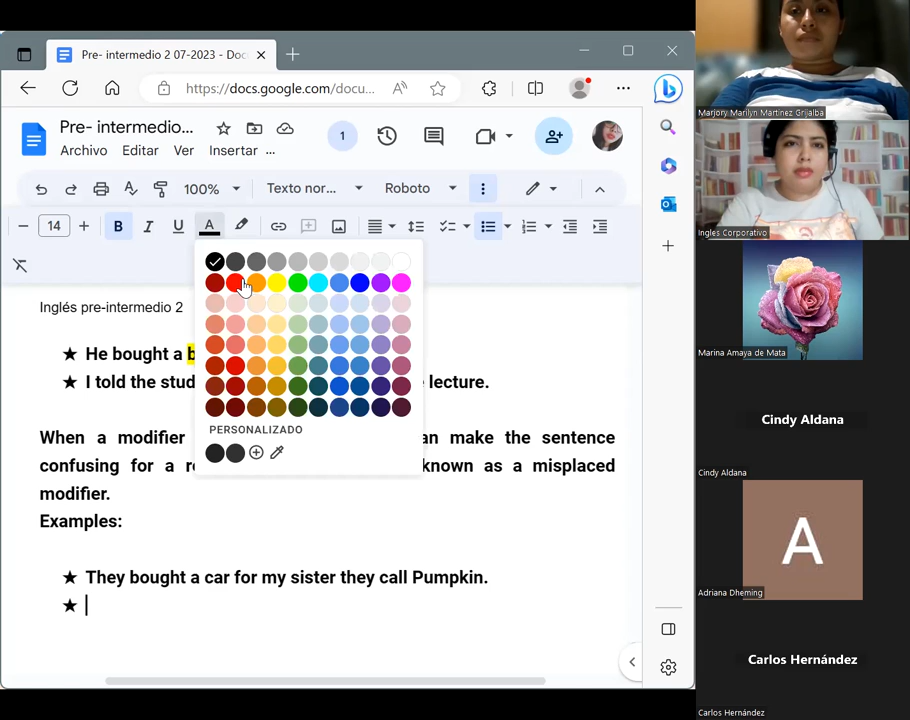 Pre- intermedio 2 07-2023 - Doc
https://docs.google.com/docu...
Pre- intermedio...
Archivo Editar Ver Insertar ...
1
100% Texto nor... Roboto
14 B I U A
Inglés pre-intermedio 2
★ He bought a b
★ I told the stud lecture.
When a modifier an make the sentence
confusing for a re known as a misplaced
modifier.
Examples:
★ They bought a car for my sister they call Pumpkin.
★
PERSONALIZADO
Marjory Marilyn Martinez Grijalba
Ingles Corporativo
Marina Amaya de Mata
Cindy Aldana
Cindy Aldana
A
Adriana Dheming
Carlos Hernández
Carlos Hernández